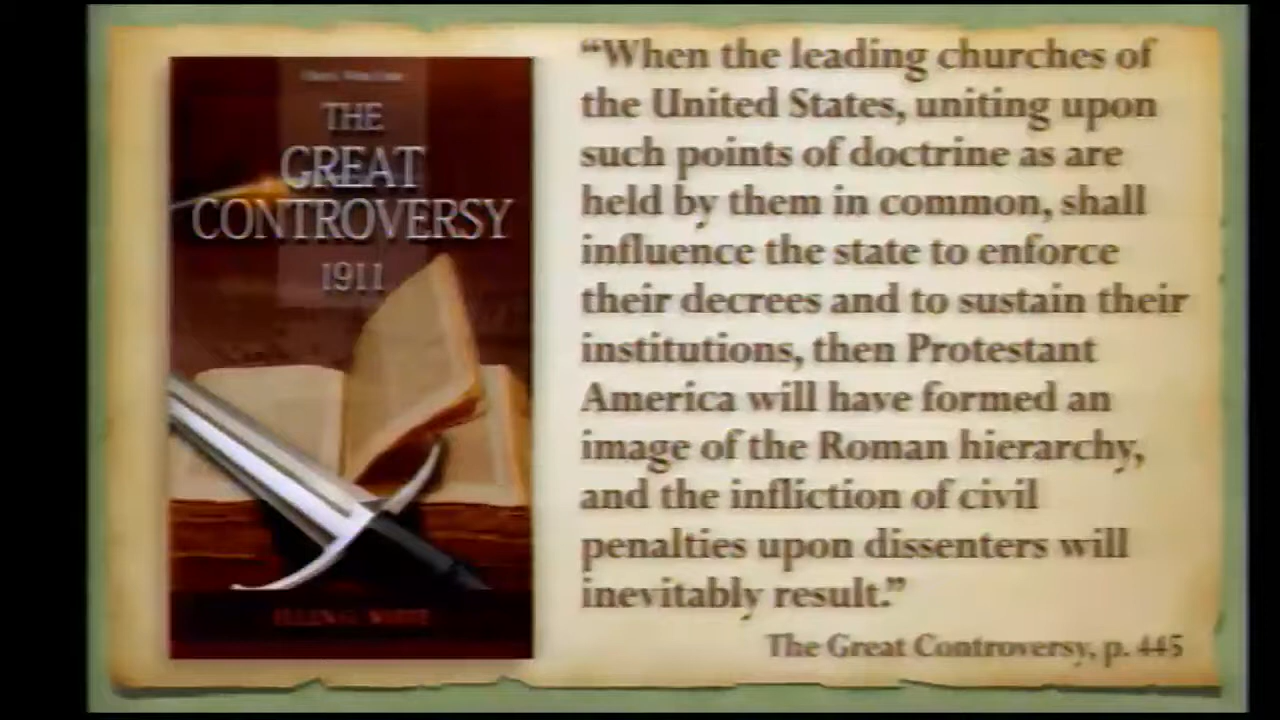 THE
GREAT
CONTROVERSY
1911
ELLEN G. WHITE
“When the leading churches of
the United States, uniting upon
such points of doctrine as are
held by them in common, shall
influence the state to enforce
their decrees and to sustain their
institutions, then Protestant
America will have formed an
image of the Roman hierarchy,
and the infliction of civil
penalties upon dissenters will
inevitably result.”
The Great Controversy, p. 445